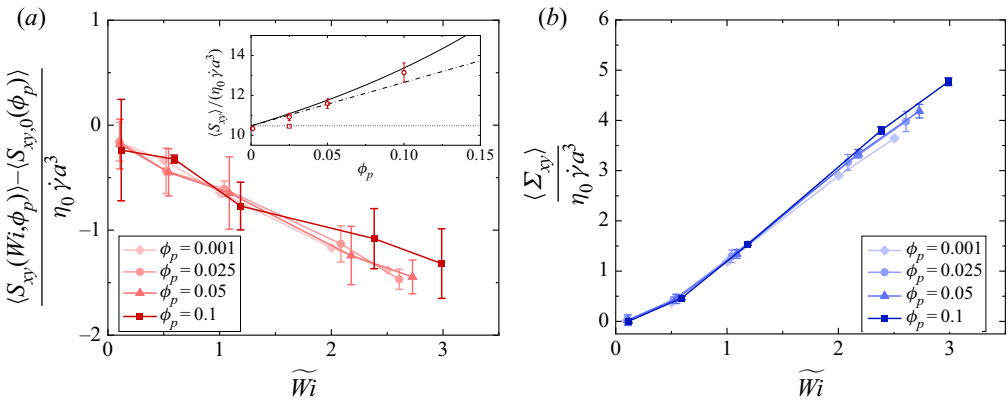 (a)
⟨S_xy(Wi,ϕ_p)⟩−⟨S_xy,0(ϕ_p)⟩
η_0 γ̇ a^3
1
0
−1
−2
0
1
2
3
W̃i
ϕ_p = 0.001
ϕ_p = 0.025
ϕ_p = 0.05
ϕ_p = 0.1
⟨S_xy⟩/(η_0 γ̇ a^3)
14
12
10
0.00
0.05
0.10
0.15
ϕ_p
(b)
⟨Σ_xy⟩
η_0 γ̇ a^3
6
5
4
3
2
1
0
0
1
2
3
W̃i
ϕ_p = 0.001
ϕ_p = 0.025
ϕ_p = 0.05
ϕ_p = 0.1